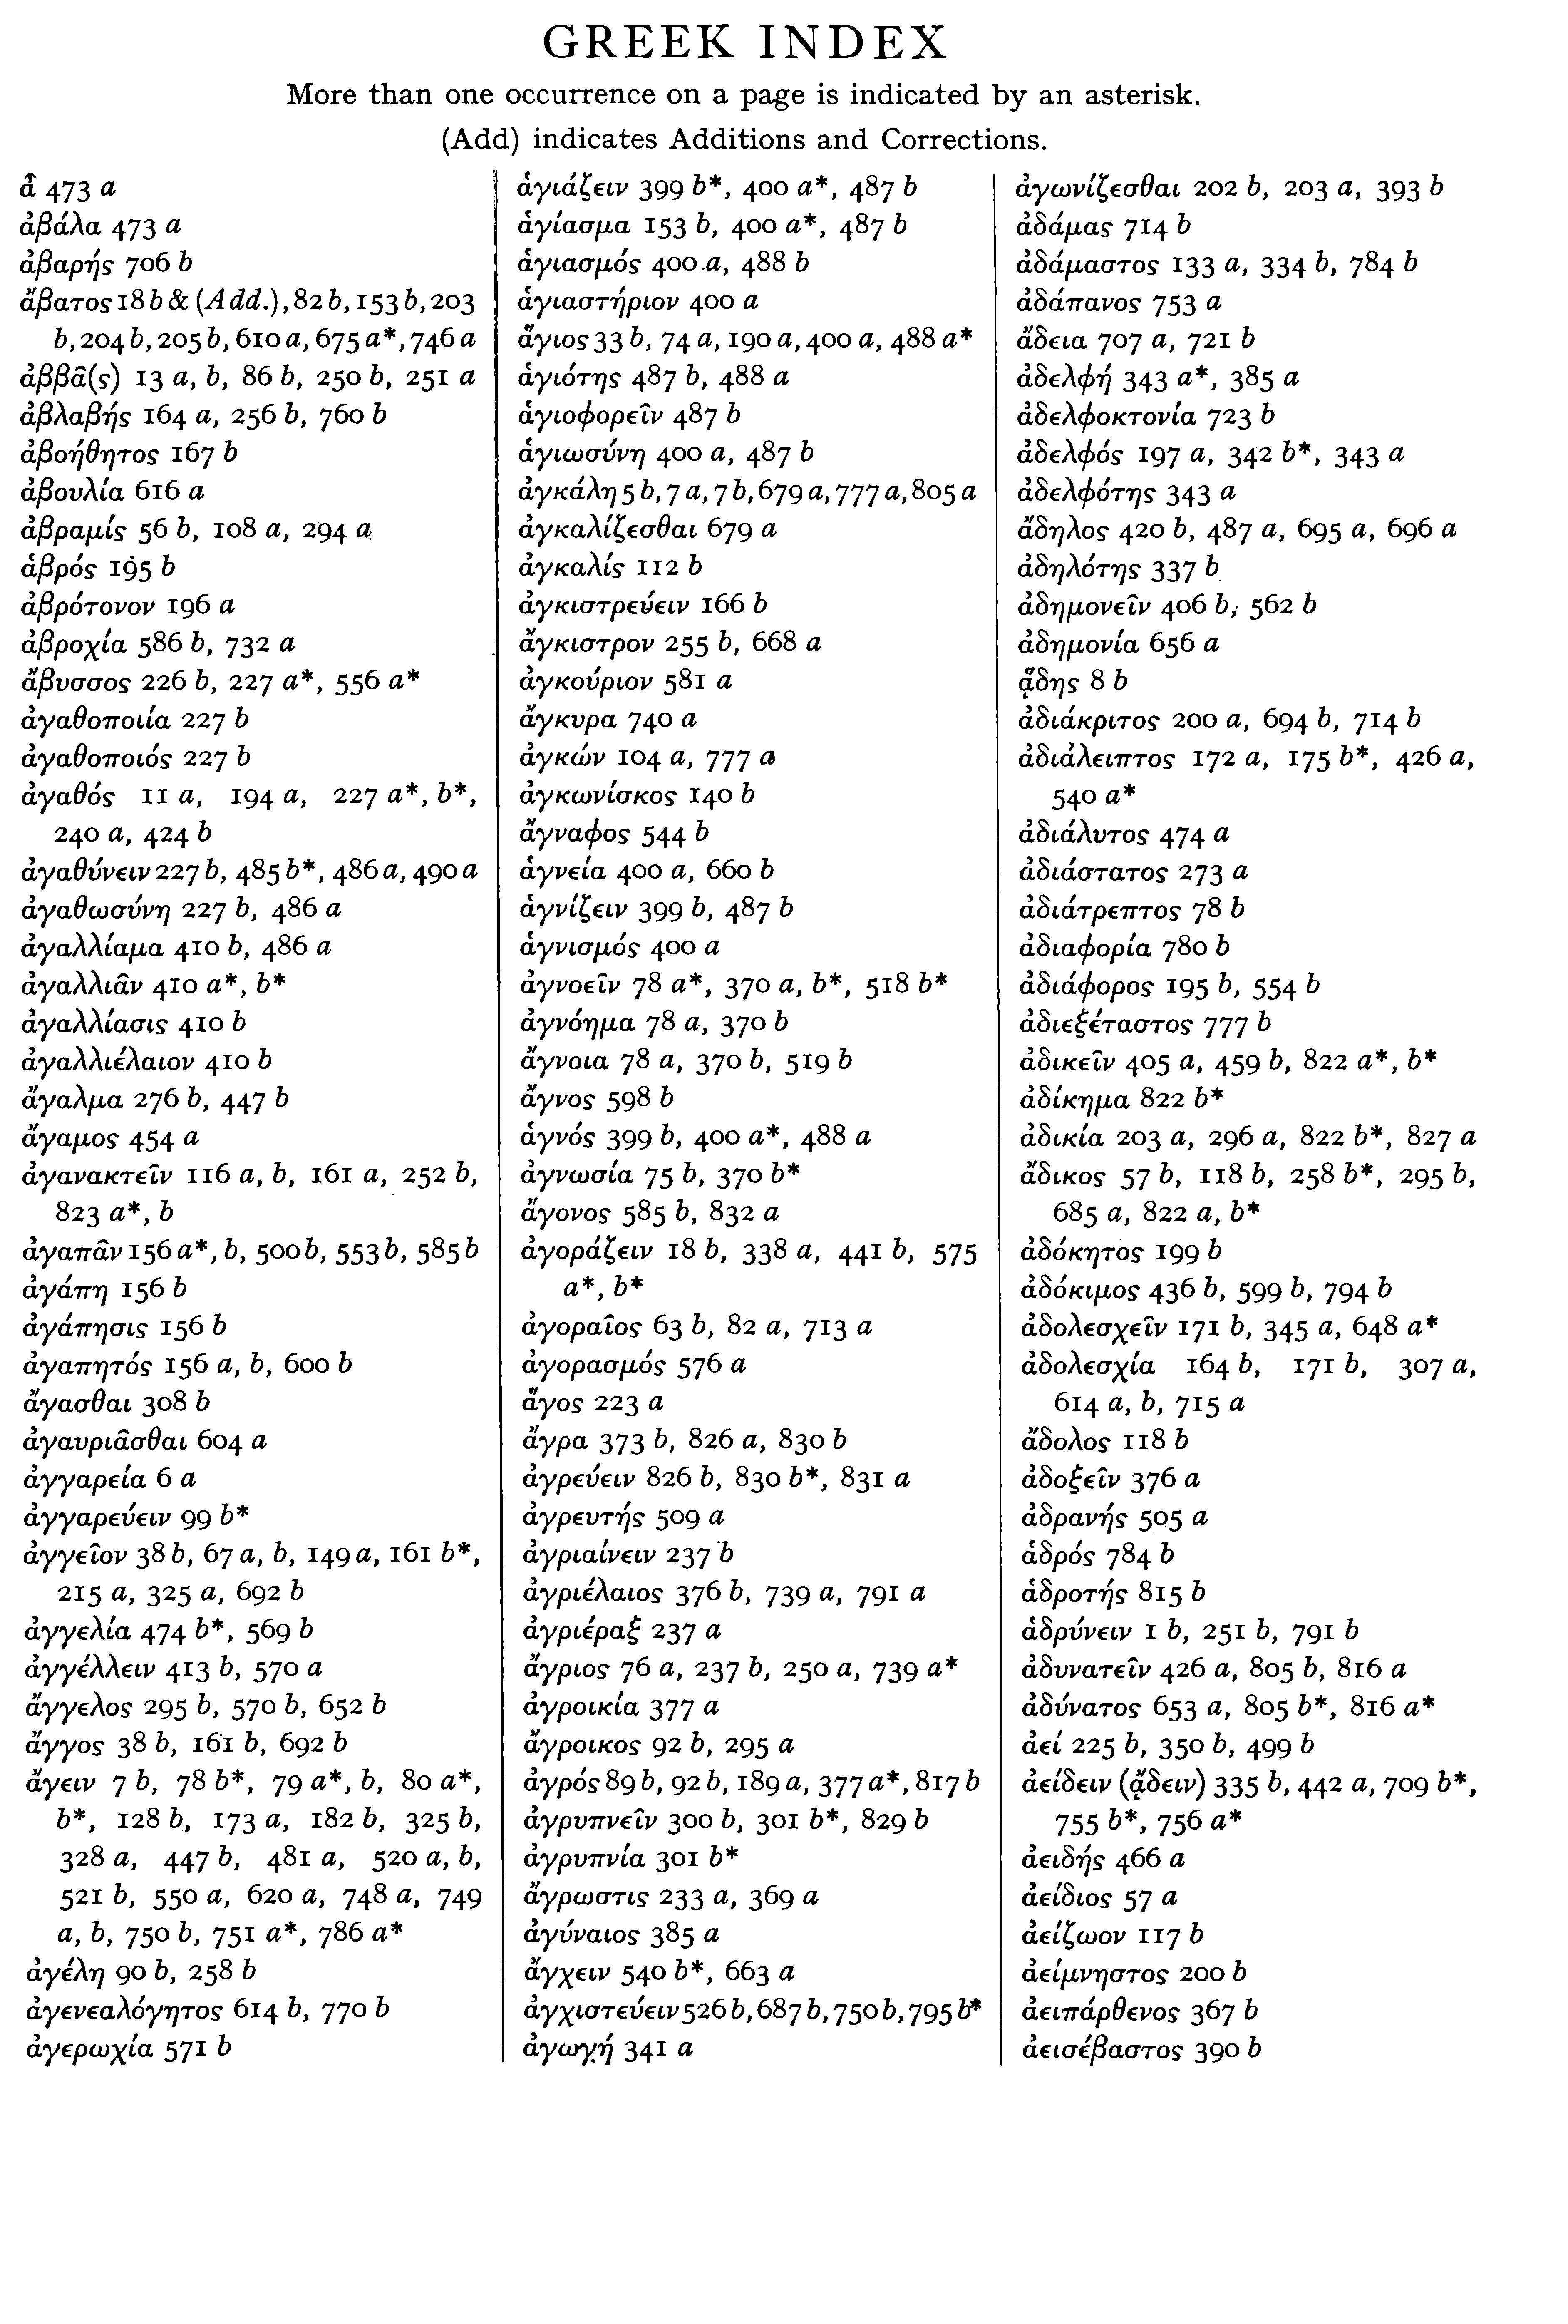 GREEK INDEX
More than one occurrence on a page is indicated by an asterisk.
(Add) indicates Additions and Corrections.
ἆ 473 a
ἀβάλα 473 a
ἀβαρής 706 b
ἄβατος 18 b & (Add.), 82 b, 153 b, 203
b, 204 b, 205 b, 610 a, 675 a*, 746 a
ἀββᾶ(ς) 13 a, b, 86 b, 250 b, 251 a
ἀβλαβής 164 a, 256 b, 760 b
ἀβοήθητος 167 b
ἀβουλία 616 a
ἀβραμίς 56 b, 108 a, 294 a
ἁβρός 195 b
ἀβρότονον 196 a
ἀβροχία 586 b, 732 a
ἄβυσσος 226 b, 227 a*, 556 a*
ἀγαθοποιία 227 b
ἀγαθοποιός 227 b
ἀγαθός 11 a, 194 a, 227 a*, b*,
240 a, 424 b
ἀγαθύνειν 227 b, 485 b*, 486 a, 490 a
ἀγαθωσύνη 227 b, 486 a
ἀγαλλίαμα 410 b, 486 a
ἀγαλλιᾶν 410 a*, b*
ἀγαλλίασις 410 b
ἀγαλλιέλαιον 410 b
ἄγαλμα 276 b, 447 b
ἄγαμος 454 a
ἀγανακτεῖν 116 a, b, 161 a, 252 b,
823 a*, b
ἀγαπᾶν 156 a*, b, 500 b, 553 b, 585 b
ἀγάπη 156 b
ἀγάπησις 156 b
ἀγαπητός 156 a, b, 600 b
ἄγασθαι 308 b
ἀγαυριᾶσθαι 604 a
ἀγγαρεία 6 a
ἀγγαρεύειν 99 b*
ἀγγεῖον 38 b, 67 a, b, 149 a, 161 b*,
215 a, 325 a, 692 b
ἀγγελία 474 b*, 569 b
ἀγγέλλειν 413 b, 570 a
ἄγγελος 295 b, 570 b, 652 b
ἄγγος 38 b, 161 b, 692 b
ἄγειν 7 b, 78 b*, 79 a*, b, 80 a*,
b*, 128 b, 173 a, 182 b, 325 b,
328 a, 447 b, 481 a, 520 a, b,
521 b, 550 a, 620 a, 748 a, 749
a, b, 750 b, 751 a*, 786 a*
ἀγέλη 90 b, 258 b
ἀγενεαλόγητος 614 b, 770 b
ἀγερωχία 571 b
ἁγιάζειν 399 b*, 400 a*, 487 b
ἁγίασμα 153 b, 400 a*, 487 b
ἁγιασμός 400 a, 488 b
ἁγιαστήριον 400 a
ἅγιος 33 b, 74 a, 190 a, 400 a, 488 a*
ἁγιότης 487 b, 488 a
ἁγιοφορεῖν 487 b
ἁγιωσύνη 400 a, 487 b
ἀγκάλη 5 b, 7 a, 7 b, 679 a, 777 a, 805 a
ἀγκαλίζεσθαι 679 a
ἀγκαλίς 112 b
ἀγκιστρεύειν 166 b
ἄγκιστρον 255 b, 668 a
ἀγκούριον 581 a
ἄγκυρα 740 a
ἀγκών 104 a, 777 a
ἀγκωνίσκος 140 b
ἄγναφος 544 b
ἁγνεία 400 a, 660 b
ἁγνίζειν 399 b, 487 b
ἁγνισμός 400 a
ἀγνοεῖν 78 a*, 370 a, b*, 518 b*
ἀγνόημα 78 a, 370 b
ἄγνοια 78 a, 370 b, 519 b
ἄγνος 598 b
ἁγνός 399 b, 400 a*, 488 a
ἀγνωσία 75 b, 370 b*
ἄγονος 585 b, 832 a
ἀγοράζειν 18 b, 338 a, 441 b, 575
a*, b*
ἀγοραῖος 63 b, 82 a, 713 a
ἀγορασμός 576 a
ἅγος 223 a
ἄγρα 373 b, 826 a, 830 b
ἀγρεύειν 826 b, 830 b*, 831 a
ἀγρευτής 509 a
ἀγριαίνειν 237 b
ἀγριέλαιος 376 b, 739 a, 791 a
ἀγριέραξ 237 a
ἄγριος 76 a, 237 b, 250 a, 739 a*
ἀγροικία 377 a
ἄγροικος 92 b, 295 a
ἀγρός 89 b, 92 b, 189 a, 377 a*, 817 b
ἀγρυπνεῖν 300 b, 301 b*, 829 b
ἀγρυπνία 301 b*
ἄγρωστις 233 a, 369 a
ἀγύναιος 385 a
ἄγχειν 540 b*, 663 a
ἀγχιστεύειν 526 b, 687 b, 750 b, 795 b*
ἀγωγή 341 a
ἀγωνίζεσθαι 202 b, 203 a, 393 b
ἀδάμας 714 b
ἀδάμαστος 133 a, 334 b, 784 b
ἀδάπανος 753 a
ἄδεια 707 a, 721 b
ἀδελφή 343 a*, 385 a
ἀδελφοκτονία 723 b
ἀδελφός 197 a, 342 b*, 343 a
ἀδελφότης 343 a
ἄδηλος 420 b, 487 a, 695 a, 696 a
ἀδηλότης 337 b
ἀδημονεῖν 406 b, 562 b
ἀδημονία 656 a
ᾅδης 8 b
ἀδιάκριτος 200 a, 694 b, 714 b
ἀδιάλειπτος 172 a, 175 b*, 426 a,
540 a*
ἀδιάλυτος 474 a
ἀδιάστατος 273 a
ἀδιάτρεπτος 78 b
ἀδιαφορία 780 b
ἀδιάφορος 195 b, 554 b
ἀδιεξέταστος 777 b
ἀδικεῖν 405 a, 459 b, 822 a*, b*
ἀδίκημα 822 b*
ἀδικία 203 a, 296 a, 822 b*, 827 a
ἄδικος 57 b, 118 b, 258 b*, 295 b,
685 a, 822 a, b*
ἀδόκητος 199 b
ἀδόκιμος 436 b, 599 b, 794 b
ἀδολεσχεῖν 171 b, 345 a, 648 a*
ἀδολεσχία 164 b, 171 b, 307 a,
614 a, b, 715 a
ἄδολος 118 b
ἀδοξεῖν 376 a
ἀδρανής 505 a
ἁδρός 784 b
ἁδροτής 815 b
ἁδρύνειν 1 b, 251 b, 791 b
ἀδυνατεῖν 426 a, 805 b, 816 a
ἀδύνατος 653 a, 805 b*, 816 a*
ἀεί 225 b, 350 b, 499 b
ἀείδειν (ᾄδειν) 335 b, 442 a, 709 b*,
755 b*, 756 a*
ἀειδής 466 a
ἀείδιος 57 a
ἀείζωον 117 b
ἀείμνηστος 200 b
ἀειπάρθενος 367 b
ἀεισέβαστος 390 b